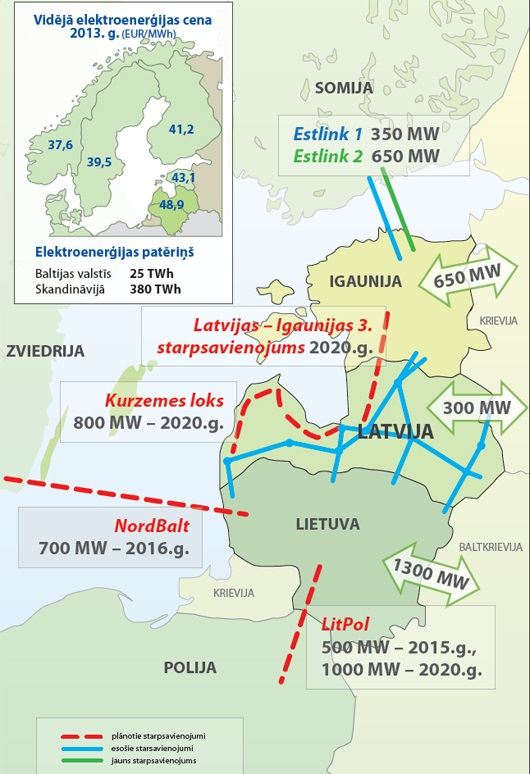 Vidējā elektroenerģijas cena
2013. g. (EUR/MWh)
37,6
39,5
41,2
43,1
48,9
Elektroenerģijas patēriņš
Baltijas valstīs 25 TWh
Skandināvijā 380 TWh
SOMIJA
Estlink 1 350 MW
Estlink 2 650 MW
IGAUNIJA
650 MW
KRIEVIJA
Latvijas – Igaunijas 3.
starpsavienojums 2020.g.
ZVIEDRIJA
Kurzemes loks
800 MW – 2020.g.
300 MW
LATVIJA
NordBalt
700 MW – 2016.g.
LIETUVA
BALTKRIEVIJA
1300 MW
KRIEVIJA
LitPol
500 MW – 2015.g.,
1000 MW – 2020.g.
POLIJA
plānotie starpsavienojumi
esošie starsavienojumi
jauns starpsavienojums